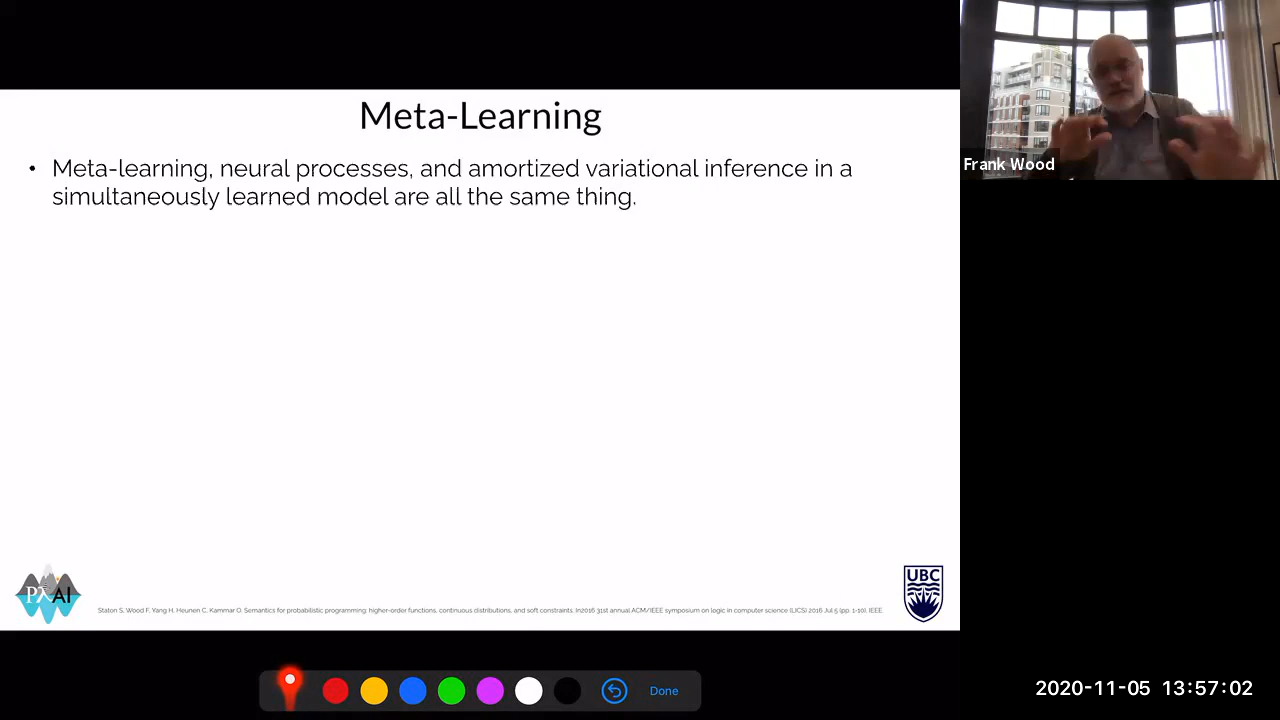 Meta-Learning
• Meta-learning, neural processes, and amortized variational inference in a
simultaneously learned model are all the same thing.
Frank Wood
PλAI
Staton S, Wood F, Yang H, Heunen C, Kammar O. Semantics for probabilistic programming: higher-order functions, continuous distributions, and soft constraints. In2016 31st annual ACM/IEEE symposium on logic in computer science (LICS) 2016 Jul 5 (pp. 1-10). IEEE.
UBC
Done
2020-11-05 13:57:02